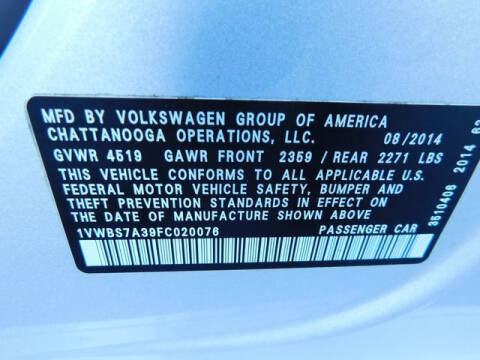 MFD BY VOLKSWAGEN GROUP OF AMERICA
CHATTANOOGA OPERATIONS, LLC. 08/2014
GVWR 4519 GAWR FRONT 2359 / REAR 2271 LBS
THIS VEHICLE CONFORMS TO ALL APPLICABLE
FEDERAL MOTOR VEHICLE SAFETY, BUMPER AND
THEFT PREVENTION STANDARDS IN EFFECT ON
THE DATE OF MANUFACTURE SHOWN ABOVE
1VWBS7A39FC020076 PASSENGER CAR
3510406 2014